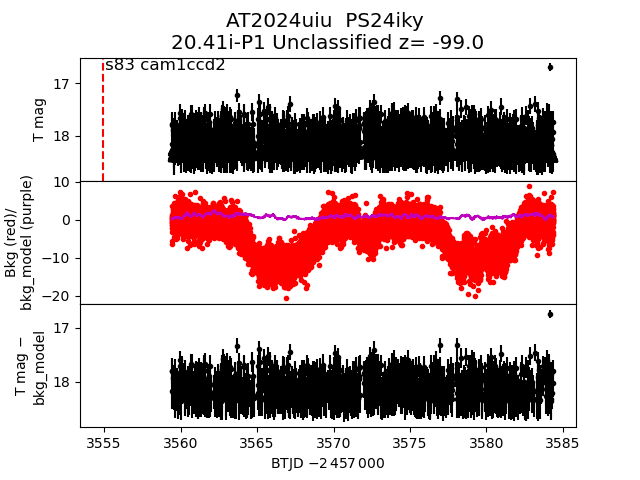 AT2024uiu  PS24iky
20.41i-P1 Unclassified z= -99.0
s83 cam1ccd2
T mag
17
18
Bkg (red)/
bkg_model (purple)
10
0
−10
−20
T mag −
bkg_model
17
18
3555 3560 3565 3570 3575 3580 3585
BTJD −2 457 000